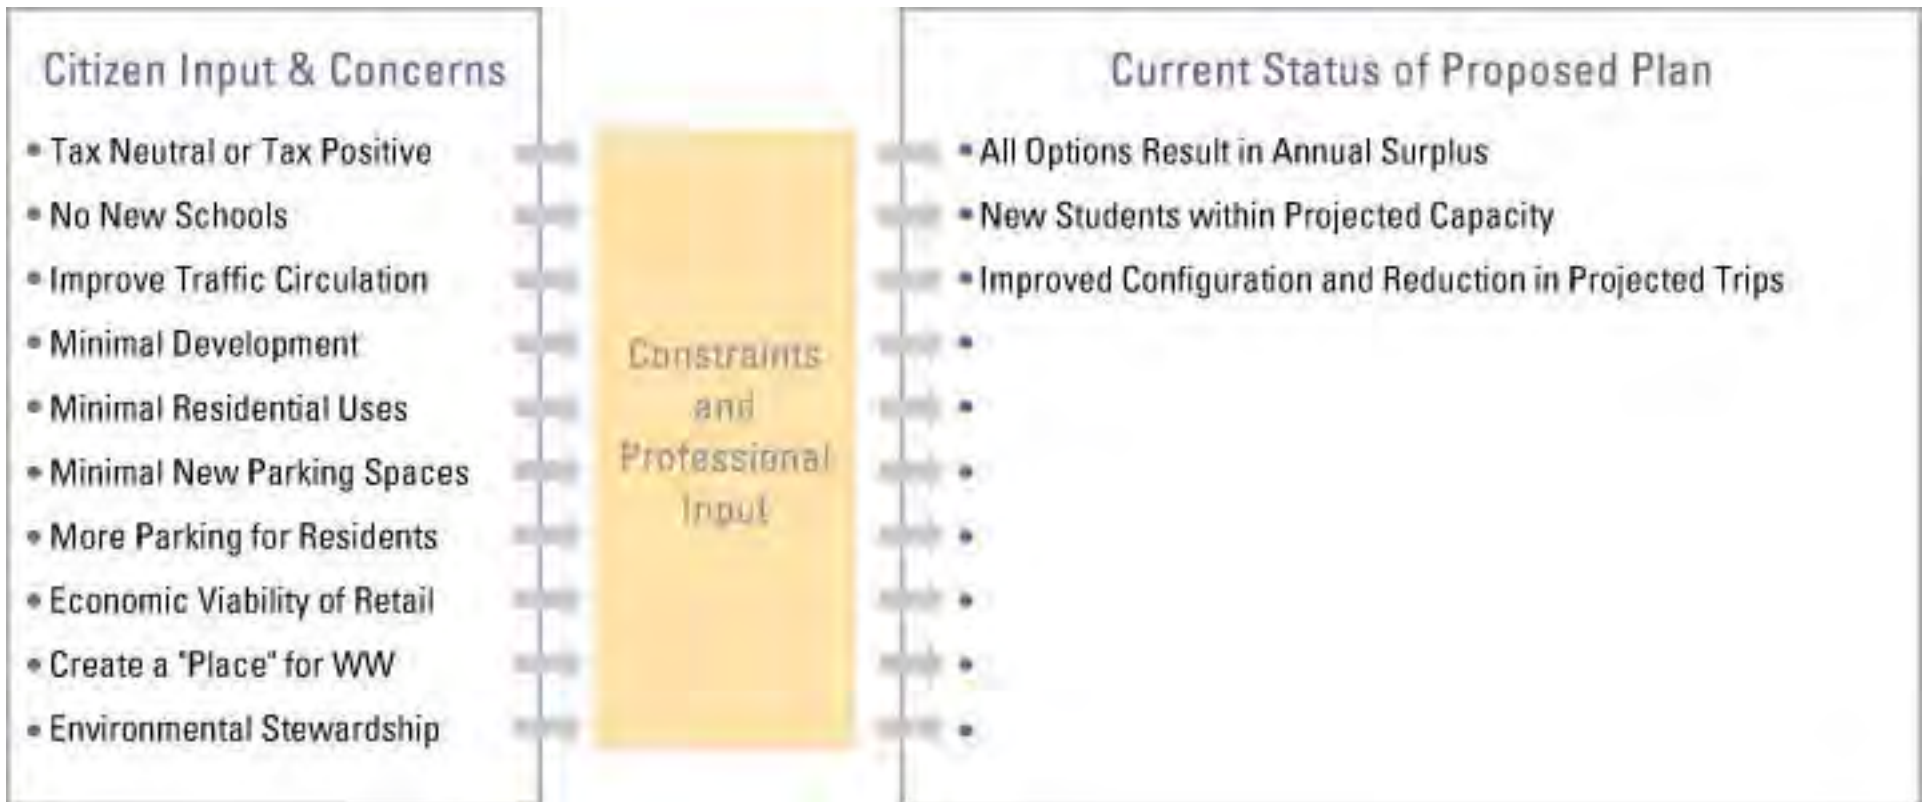 Citizen Input & Concerns
• Tax Neutral or Tax Positive
• No New Schools
• Improve Traffic Circulation
• Minimal Development
• Minimal Residential Uses
• Minimal New Parking Spaces
• More Parking for Residents
• Economic Viability of Retail
• Create a "Place" for WW
• Environmental Stewardship
Constraints
and
Professional
Input
Current Status of Proposed Plan
• All Options Result in Annual Surplus
• New Students within Projected Capacity
• Improved Configuration and Reduction in Projected Trips
•
•
•
•
•
•
•